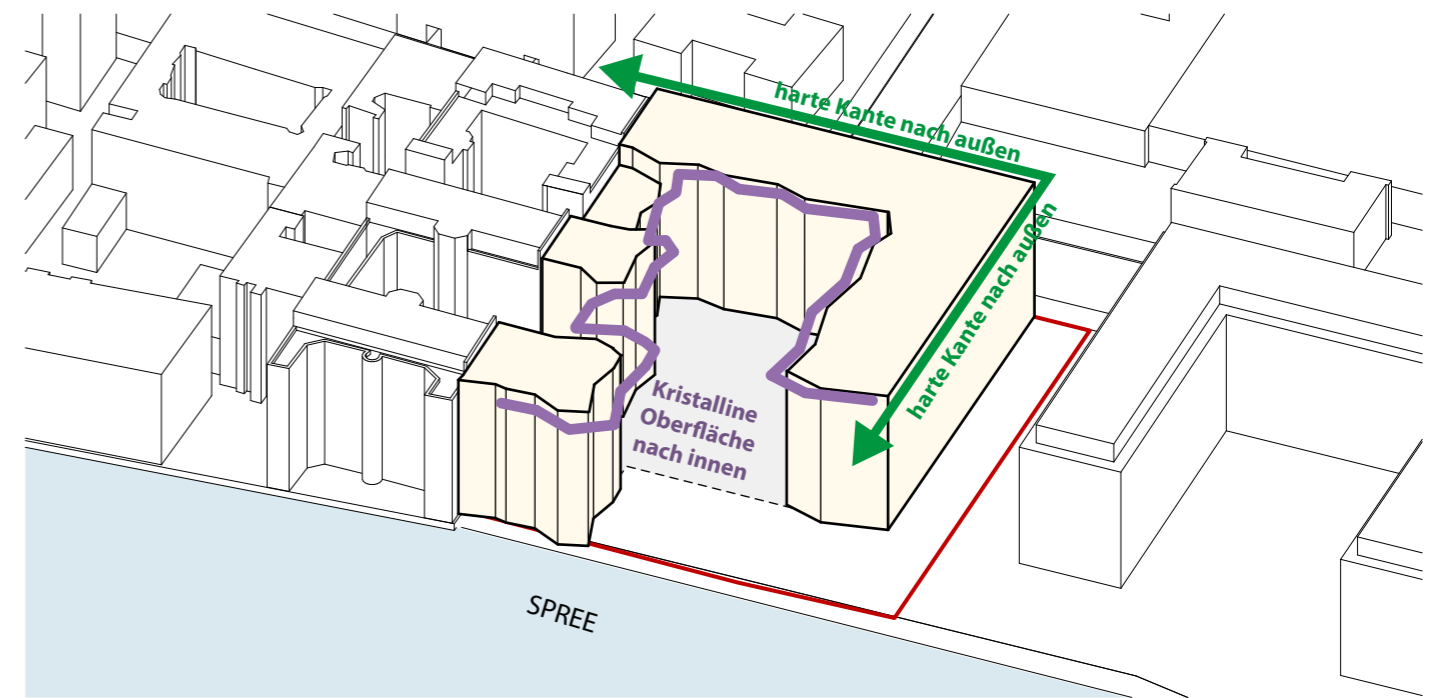 harte Kante nach außen
harte Kante nach außen
Kristalline
Oberfläche
nach innen
SPREE